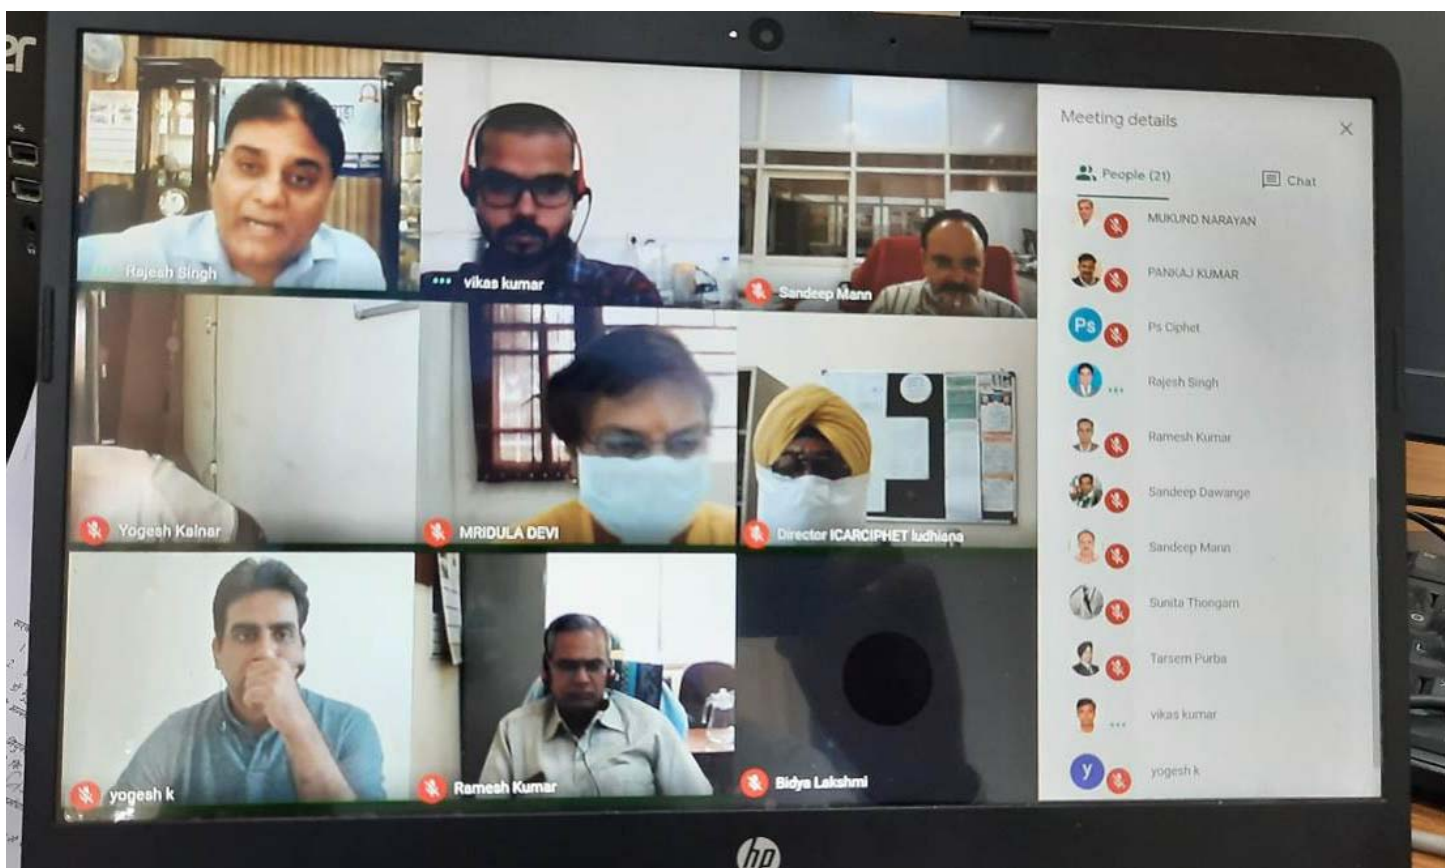 er
Rajesh Singh
vikas kumar
Sandeep Mann
Yogesh Kalnar
MRIDULA DEVI
Director ICARCIPHET ludhiana
yogesh k
Ramesh Kumar
Bidya Lakshmi
Meeting details
People (21)
Chat
MUKUND NARAYAN
PANKAJ KUMAR
Ps
Ps Ciphet
Rajesh Singh
Ramesh Kumar
Sandeep Dawange
Sandeep Mann
Sunita Thongam
Tarsem Purba
vikas kumar
y
yogesh k
hp